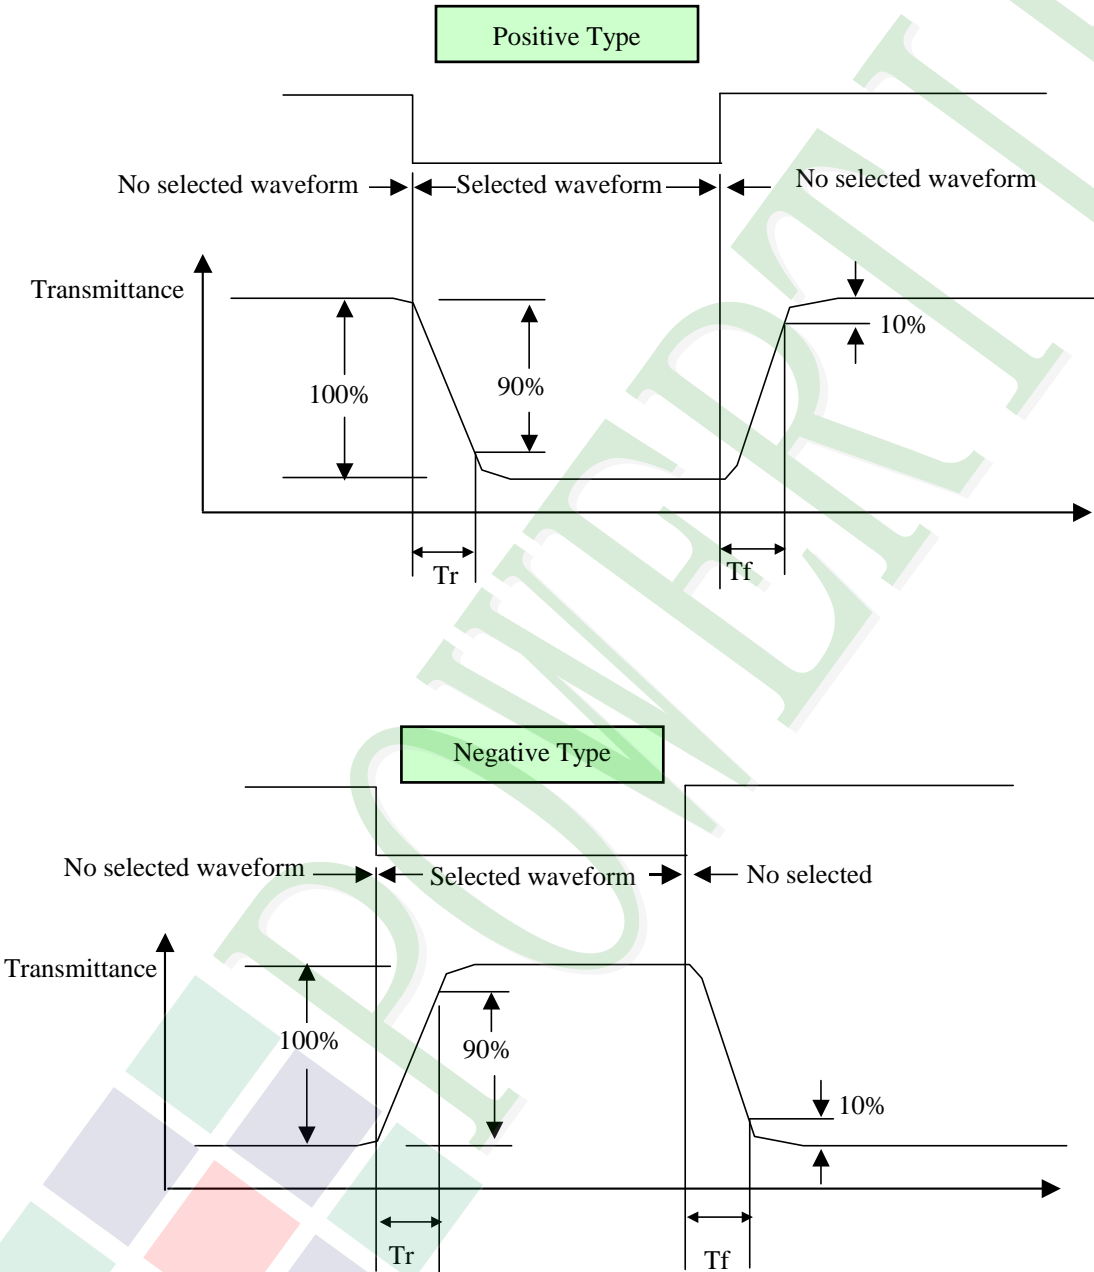 Positive Type
No selected waveform
Selected waveform
No selected waveform
Transmittance
10%
100%
90%
Tr
Tf
Negative Type
No selected waveform
Selected waveform
No selected
Transmittance
100%
90%
10%
Tr
Tf
POWERTI